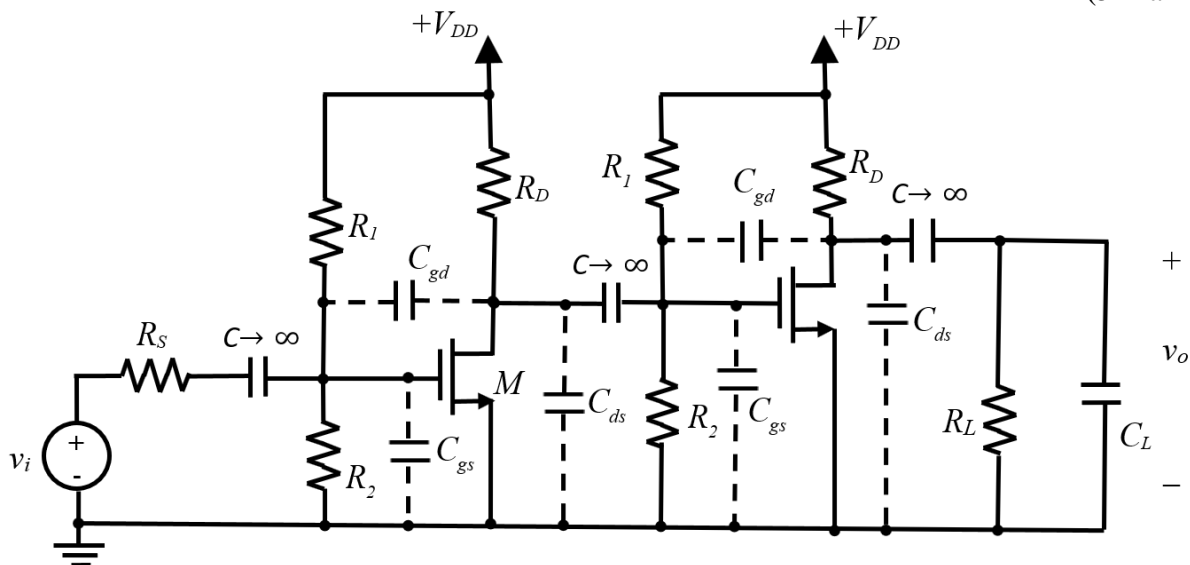 +V_DD
+V_DD
R_1
R_D
R_1
R_D
C_gd
C→ ∞
C_gd
C→ ∞
R_S
C→ ∞
M
C_ds
C_ds
+
v_o
−
v_i
+
-
R_2
C_gs
R_2
C_gs
R_L
C_L